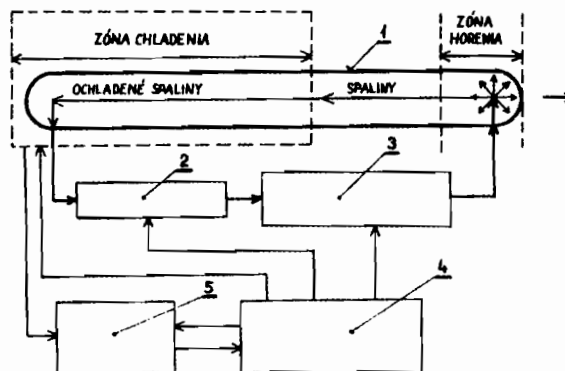 ZÓNA CHLADENIA
1
ZÓNA
HORENIA
OCHLADENÉ SPALINY
SPALINY
2
3
4
5